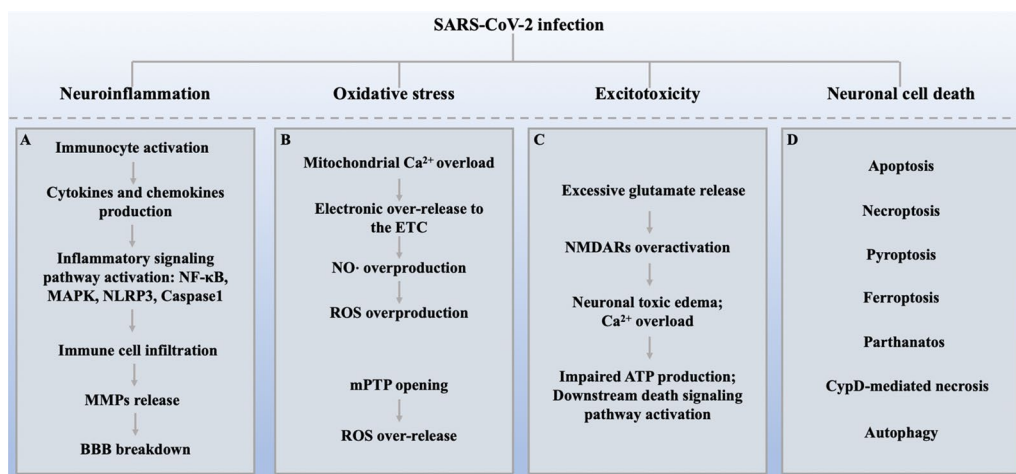 SARS-CoV-2 infection
Neuroinflammation
Oxidative stress
Excitotoxicity
Neuronal cell death
A
Immunocyte activation
Cytokines and chemokines
production
Inflammatory signaling
pathway activation: NF-κB,
MAPK, NLRP3, Caspase1
Immune cell infiltration
MMPs release
BBB breakdown
B
Mitochondrial Ca²⁺ overload
Electronic over-release to
the ETC
NO· overproduction
ROS overproduction
mPTP opening
ROS over-release
C
Excessive glutamate release
NMDARs overactivation
Neuronal toxic edema;
Ca²⁺ overload
Impaired ATP production;
Downstream death signaling
pathway activation
D
Apoptosis
Necroptosis
Pyroptosis
Ferroptosis
Parthanatos
CypD-mediated necrosis
Autophagy